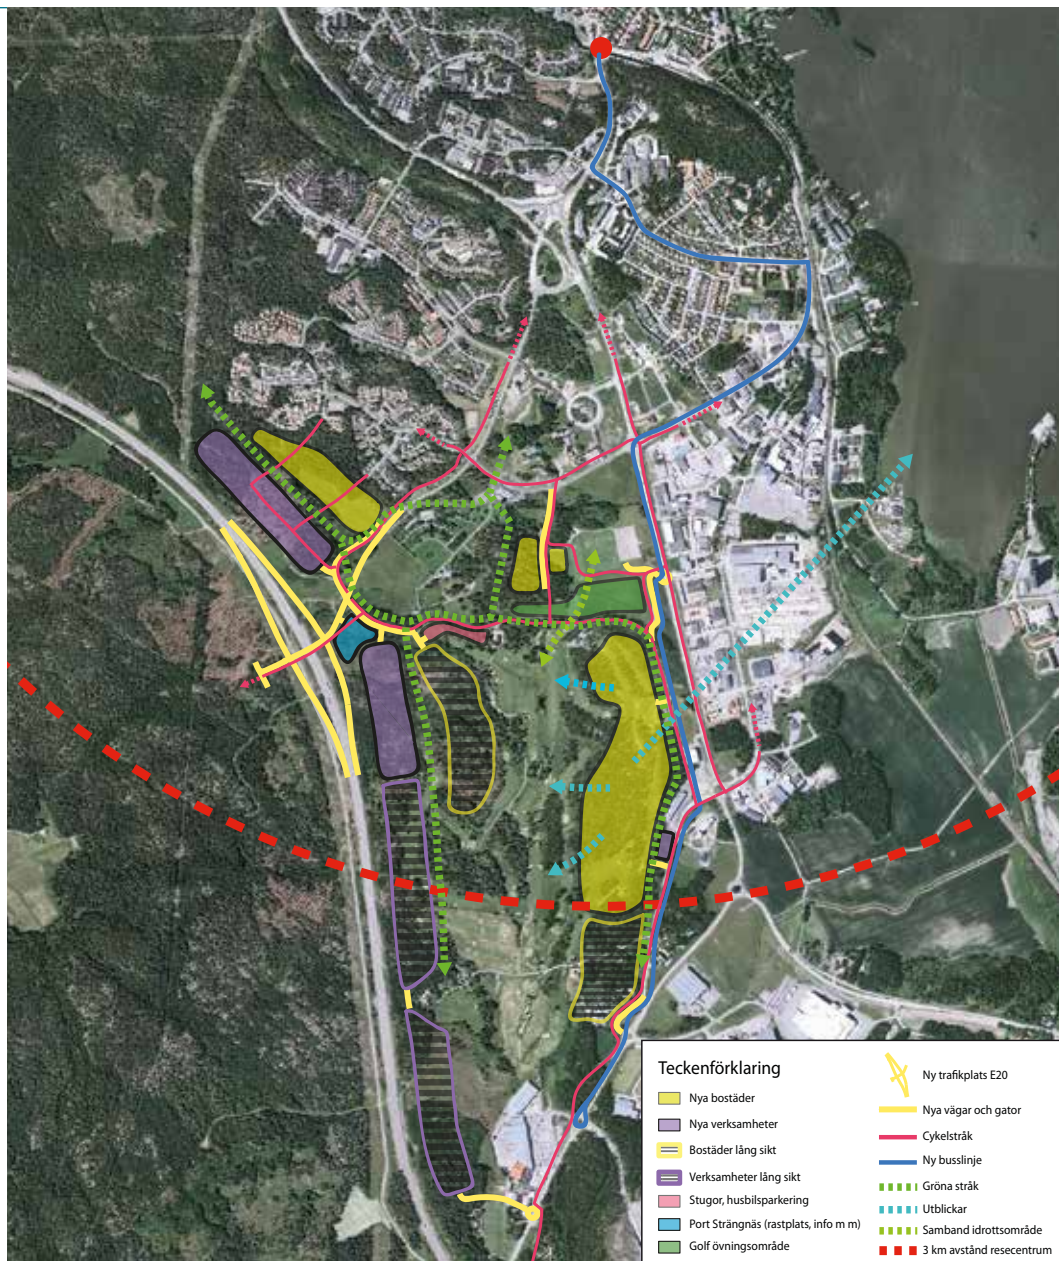 Teckenförklaring
Nya bostäder
Nya verksamheter
Bostäder lång sikt
Verksamheter lång sikt
Stugor, husbilsparkering
Port Strängnäs (rastplats, info m m)
Golf övningsområde
Ny trafikplats E20
Nya vägar och gator
Cykelstråk
Ny busslinje
Gröna stråk
Utblickar
Samband idrottsområde
3 km avstånd resecentrum